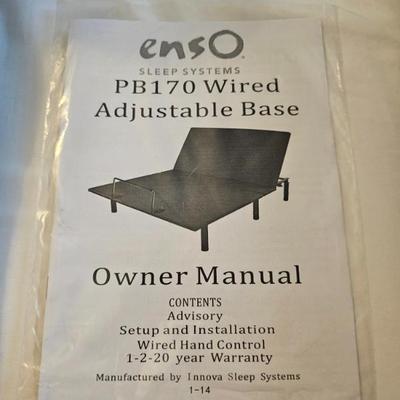 ensO
SLEEP SYSTEMS
PB170 Wired
Adjustable Base
Owner Manual
CONTENTS
Advisory
Setup and Installation
Wired Hand Control
1-2-20 year Warranty
Manufactured by Innova Sleep Systems
1-14